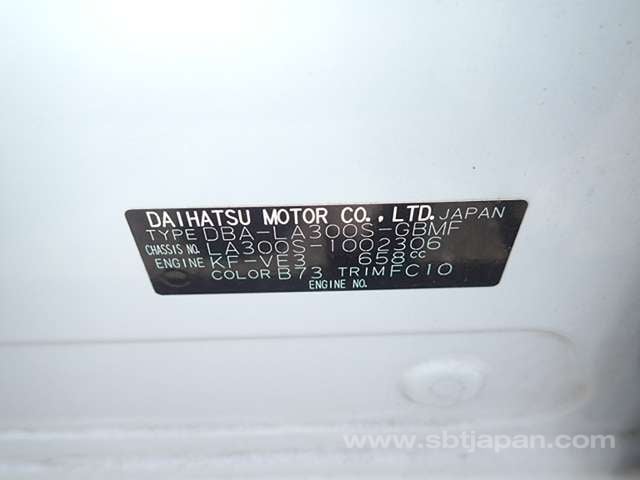 DAIHATSU MOTOR CO., LTD. JAPAN
TYPE DBA-LA300S-GBMF
CHASSIS NO. LA300S-1002306
ENGINE KF-VE3 658cc
COLOR B73 TRIM FC10
ENGINE NO.
www.sbtjapan.com